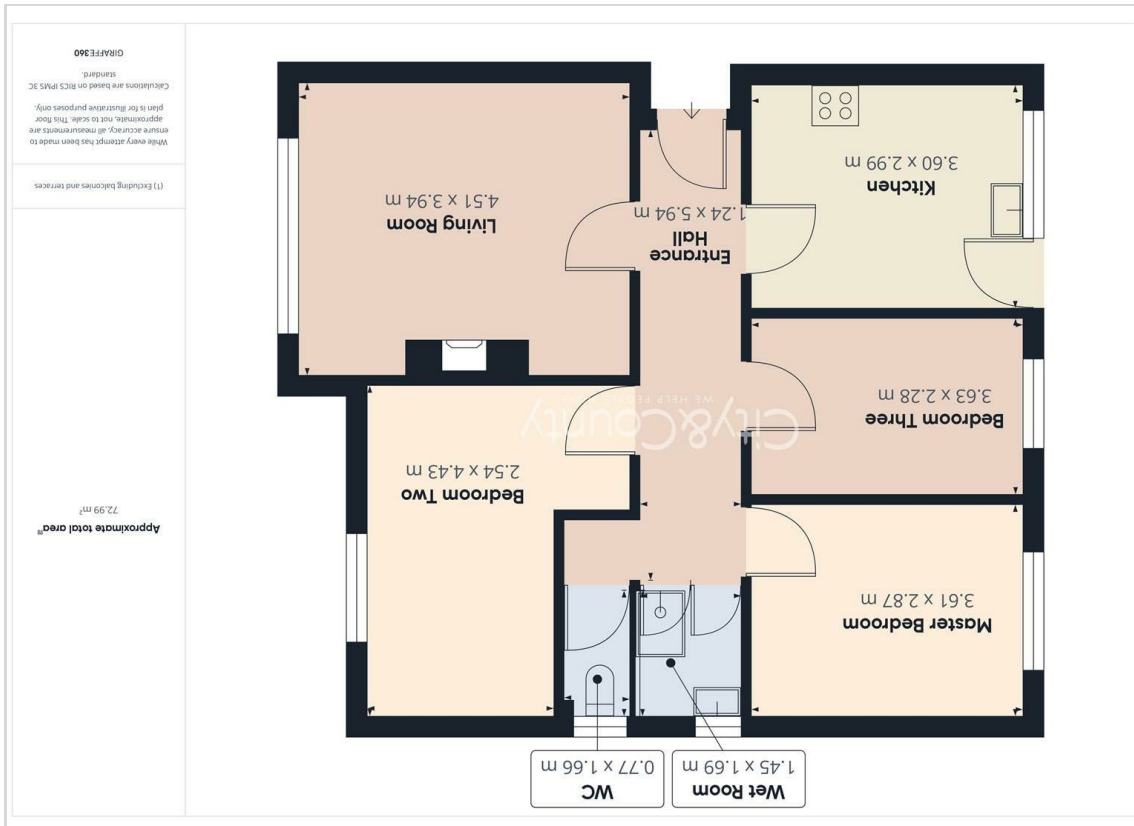 Wet Room
1.45 x 1.69 m
WC
0.77 x 1.66 m
Master Bedroom
3.61 x 2.87 m
Bedroom Two
2.54 x 4.43 m
Bedroom Three
3.63 x 2.28 m
City&County
WE HELP PEOPLE
Kitchen
3.60 x 2.99 m
Entrance
Hall
1.24 x 5.94 m
Living Room
4.51 x 3.94 m
Approximate total area⁽¹⁾
72.99 m²
(1) Excluding balconies and terraces
While every attempt has been made to
ensure accuracy, all measurements are
approximate, not to scale. This floor
plan is for illustrative purposes only.
Calculations are based on RICS IPMS 3C
standard.
GIRAFFE360